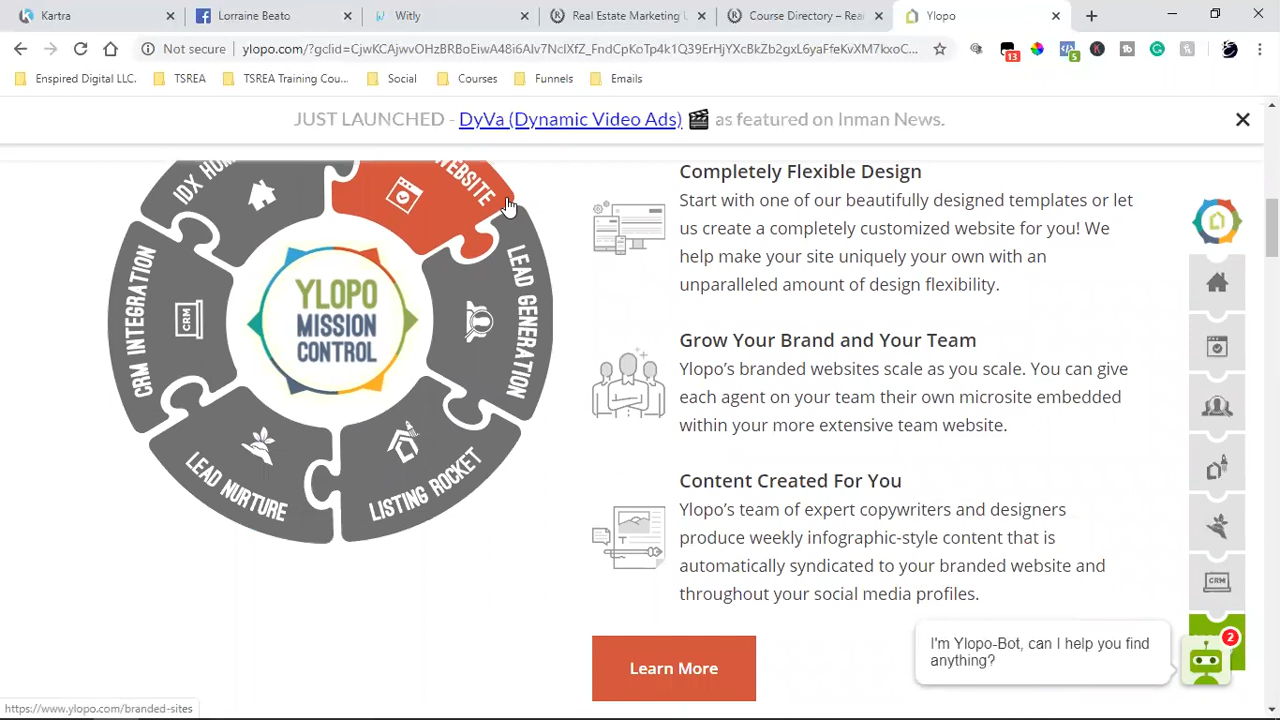 Kartra
Lorraine Beato
Witly
Real Estate Marketing U
Course Directory – Rea
Ylopo
Not secure
ylopo.com/?gclid=CjwKCAjwvOHzBRBoEiwA48i6Alv7NclXfZ_FndCpKoTp4k1Q39ErHjYXcBkZb2gxL6yaFfeKvXM7kxoC...
13
5
Enspired Digital LLC.
TSREA
TSREA Training Cou...
Social
Courses
Funnels
Emails
JUST LAUNCHED - DyVa (Dynamic Video Ads) 🎬 as featured on Inman News.
WEBSITE
LEAD GENERATION
LISTING ROCKET
LEAD NURTURE
CRM INTEGRATION
CRM
YLOPO
MISSION
CONTROL
Completely Flexible Design
Start with one of our beautifully designed templates or let
us create a completely customized website for you! We
help make your site uniquely your own with an
unparalleled amount of design flexibility.
Grow Your Brand and Your Team
Ylopo’s branded websites scale as you scale. You can give
each agent on your team their own microsite embedded
within your more extensive team website.
Content Created For You
Ylopo’s team of expert copywriters and designers
produce weekly infographic-style content that is
automatically syndicated to your branded website and
throughout your social media profiles.
Learn More
CRM
I'm Ylopo-Bot, can I help you find
anything?
2
https://www.ylopo.com/branded-sites